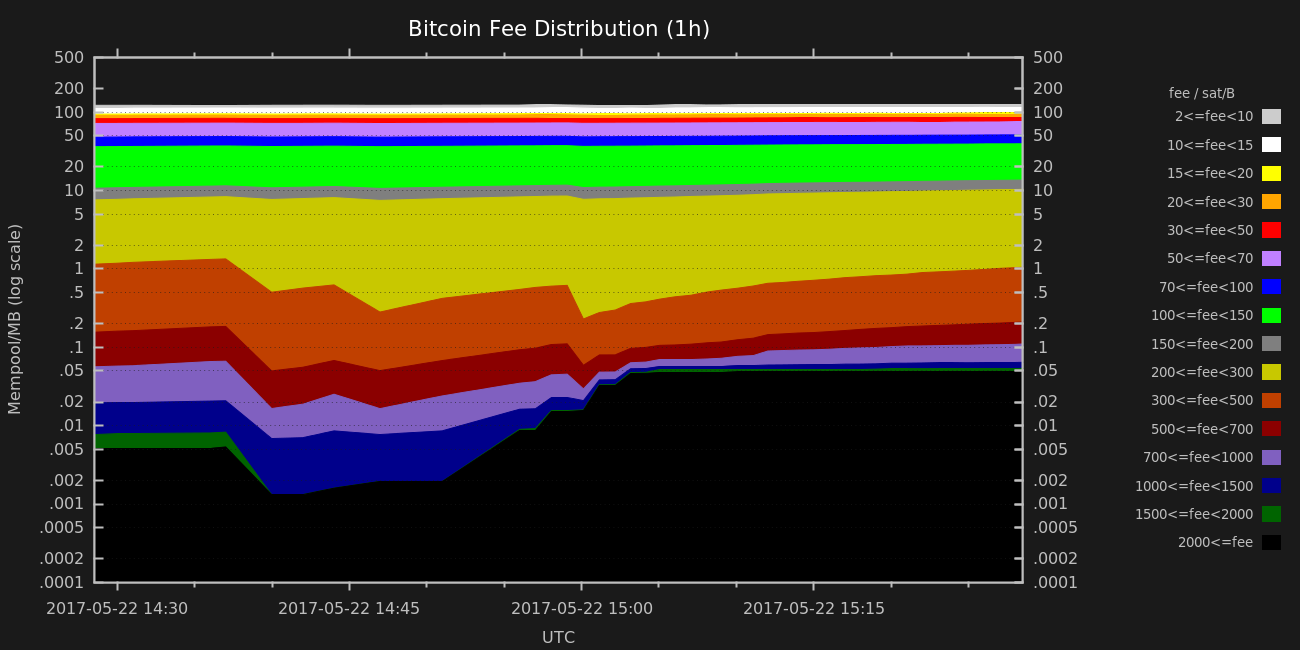 Bitcoin Fee Distribution (1h)
Mempool/MB (log scale)
500
200
100
50
20
10
5
2
1
.5
.2
.1
.05
.02
.01
.005
.002
.001
.0005
.0002
.0001
500
200
100
50
20
10
5
2
1
.5
.2
.1
.05
.02
.01
.005
.002
.001
.0005
.0002
.0001
2017-05-22 14:30
2017-05-22 14:45
2017-05-22 15:00
2017-05-22 15:15
UTC
fee / sat/B
2<=fee<10
10<=fee<15
15<=fee<20
20<=fee<30
30<=fee<50
50<=fee<70
70<=fee<100
100<=fee<150
150<=fee<200
200<=fee<300
300<=fee<500
500<=fee<700
700<=fee<1000
1000<=fee<1500
1500<=fee<2000
2000<=fee